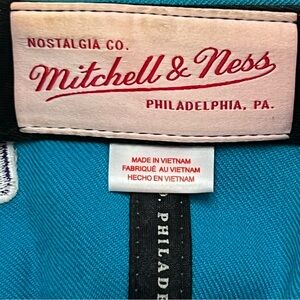 NOSTALGIA CO.
Mitchell & Ness
PHILADELPHIA, PA.
MADE IN VIETNAM
FABRIQUÉ AU VIETNAM
HECHO EN VIETNAM
O. PHILADE